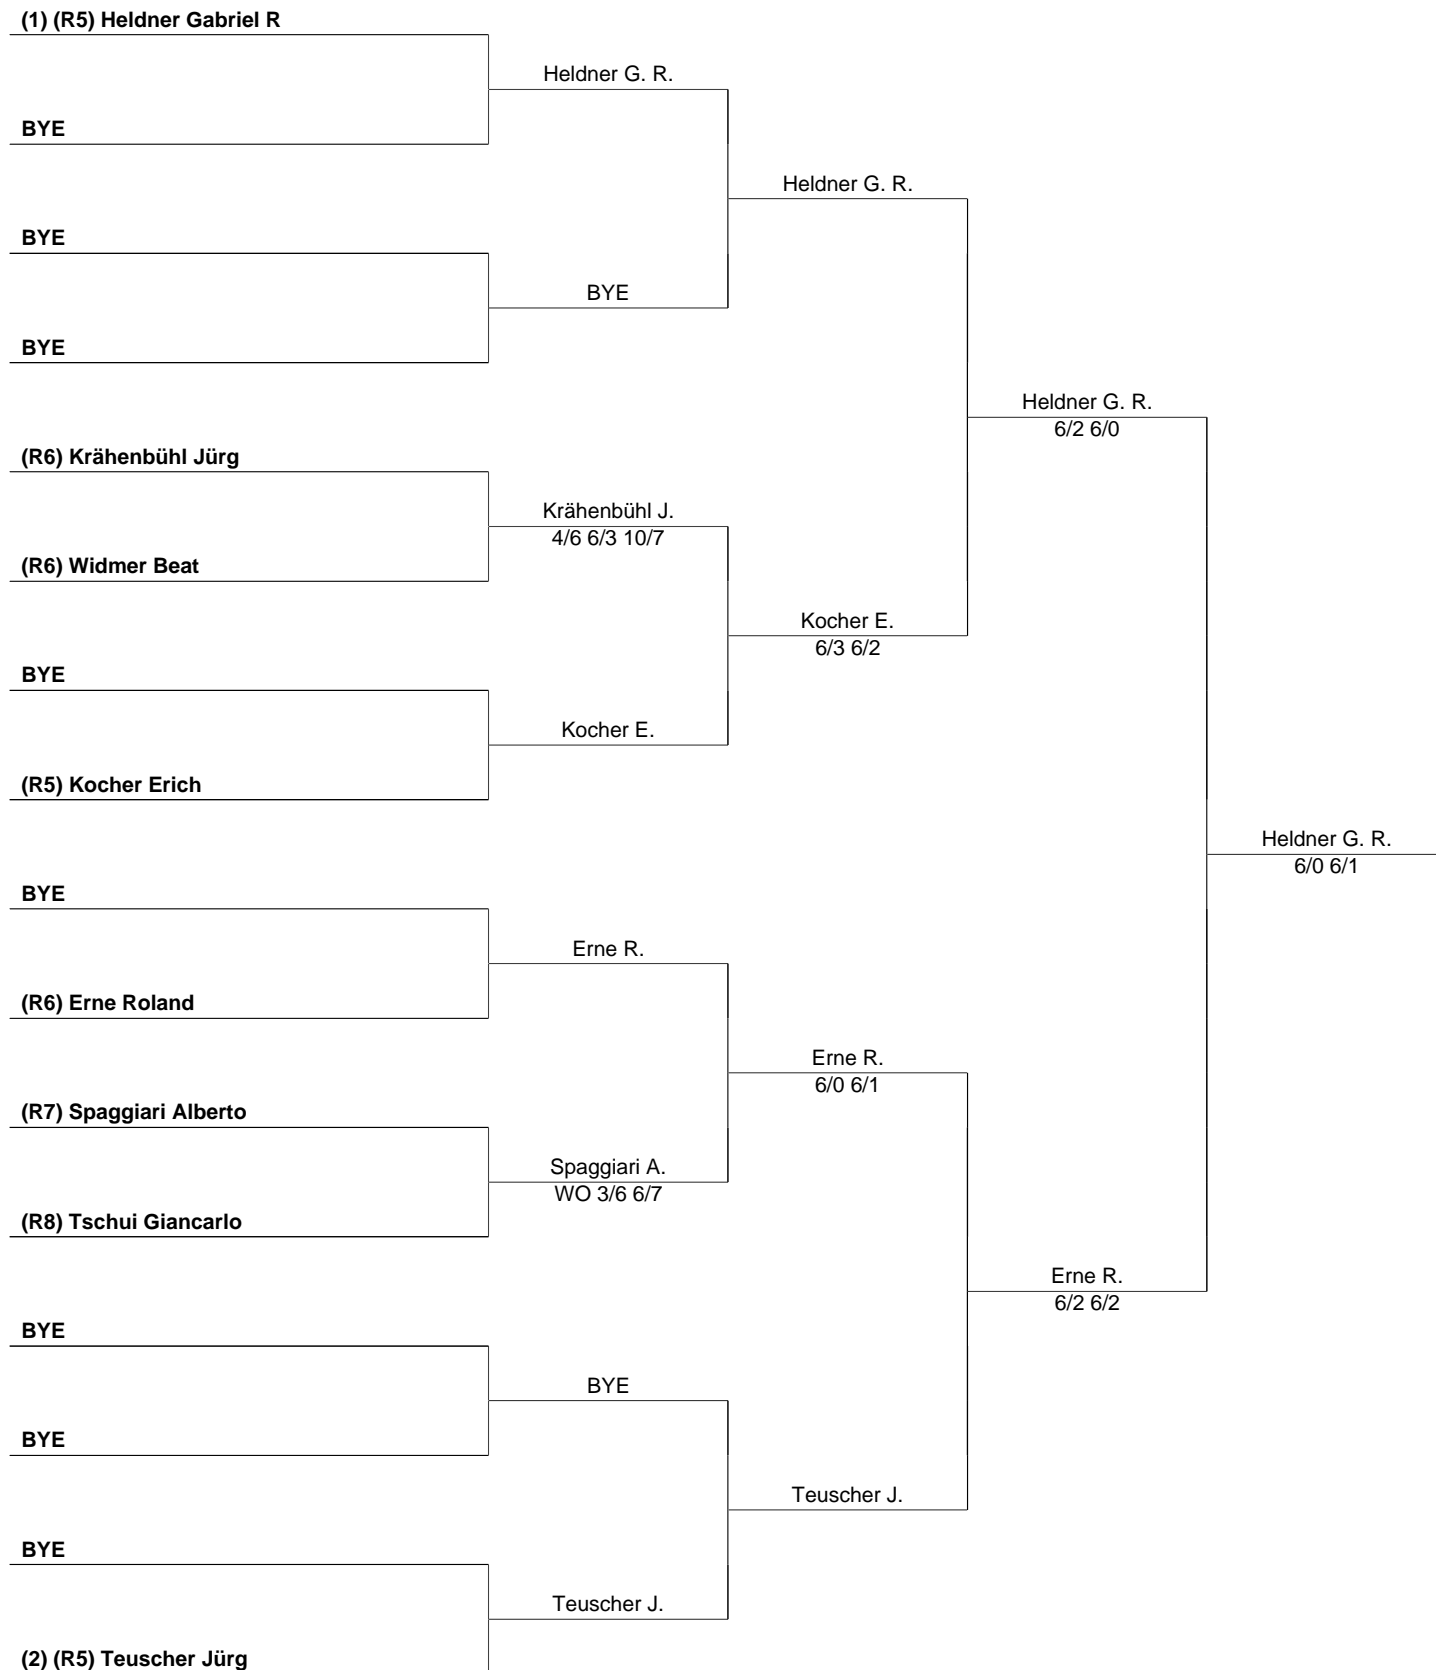 (1) (R5) Heldner Gabriel R
Heldner G. R.
BYE
Heldner G. R.
BYE
BYE
BYE
Heldner G. R.
6/2 6/0
(R6) Krähenbühl Jürg
Krähenbühl J.
4/6 6/3 10/7
(R6) Widmer Beat
Kocher E.
6/3 6/2
BYE
Kocher E.
(R5) Kocher Erich
Heldner G. R.
6/0 6/1
BYE
Erne R.
(R6) Erne Roland
Erne R.
6/0 6/1
(R7) Spaggiari Alberto
Spaggiari A.
WO 3/6 6/7
(R8) Tschui Giancarlo
Erne R.
6/2 6/2
BYE
BYE
BYE
Teuscher J.
BYE
Teuscher J.
(2) (R5) Teuscher Jürg